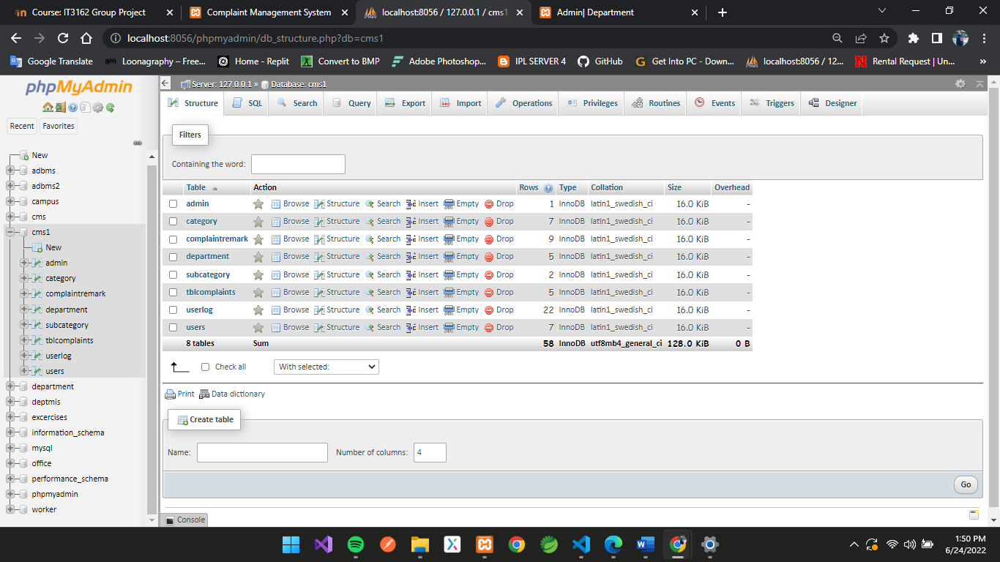 Course: IT3162 Group Project
Complaint Management System
localhost:8056 / 127.0.0.1 / cms1
Admin| Department
localhost:8056/phpmyadmin/db_structure.php?db=cms1
Google Translate
Loonagraphy – Free...
Home - Replit
Convert to BMP
Adobe Photoshop...
IPL SERVER 4
GitHub
Get Into PC - Down...
localhost:8056 / 12...
Rental Request | Un...
»
phpMyAdmin
Recent
Favorites
New
adbms
adbms2
campus
cms
cms1
New
admin
category
complaintremark
department
subcategory
tblcomplaints
userlog
users
department
deptmis
excercises
information_schema
mysql
office
performance_schema
phpmyadmin
worker
Server: 127.0.0.1 » Database: cms1
Structure SQL Search Query Export Import Operations Privileges Routines Events Triggers Designer
Filters
Containing the word:
Table Action Rows Type Collation Size Overhead
admin Browse Structure Search Insert Empty Drop 1 InnoDB latin1_swedish_ci 16.0 KiB -
category Browse Structure Search Insert Empty Drop 7 InnoDB latin1_swedish_ci 16.0 KiB -
complaintremark Browse Structure Search Insert Empty Drop 9 InnoDB latin1_swedish_ci 16.0 KiB -
department Browse Structure Search Insert Empty Drop 5 InnoDB latin1_swedish_ci 16.0 KiB -
subcategory Browse Structure Search Insert Empty Drop 2 InnoDB latin1_swedish_ci 16.0 KiB -
tblcomplaints Browse Structure Search Insert Empty Drop 5 InnoDB latin1_swedish_ci 16.0 KiB -
userlog Browse Structure Search Insert Empty Drop 22 InnoDB latin1_swedish_ci 16.0 KiB -
users Browse Structure Search Insert Empty Drop 7 InnoDB latin1_swedish_ci 16.0 KiB -
8 tables Sum 58 InnoDB utf8mb4_general_ci 128.0 KiB 0 B
Check all With selected:
Print Data dictionary
Create table
Name: Number of columns: 4
Go
Console
1:50 PM
6/24/2022